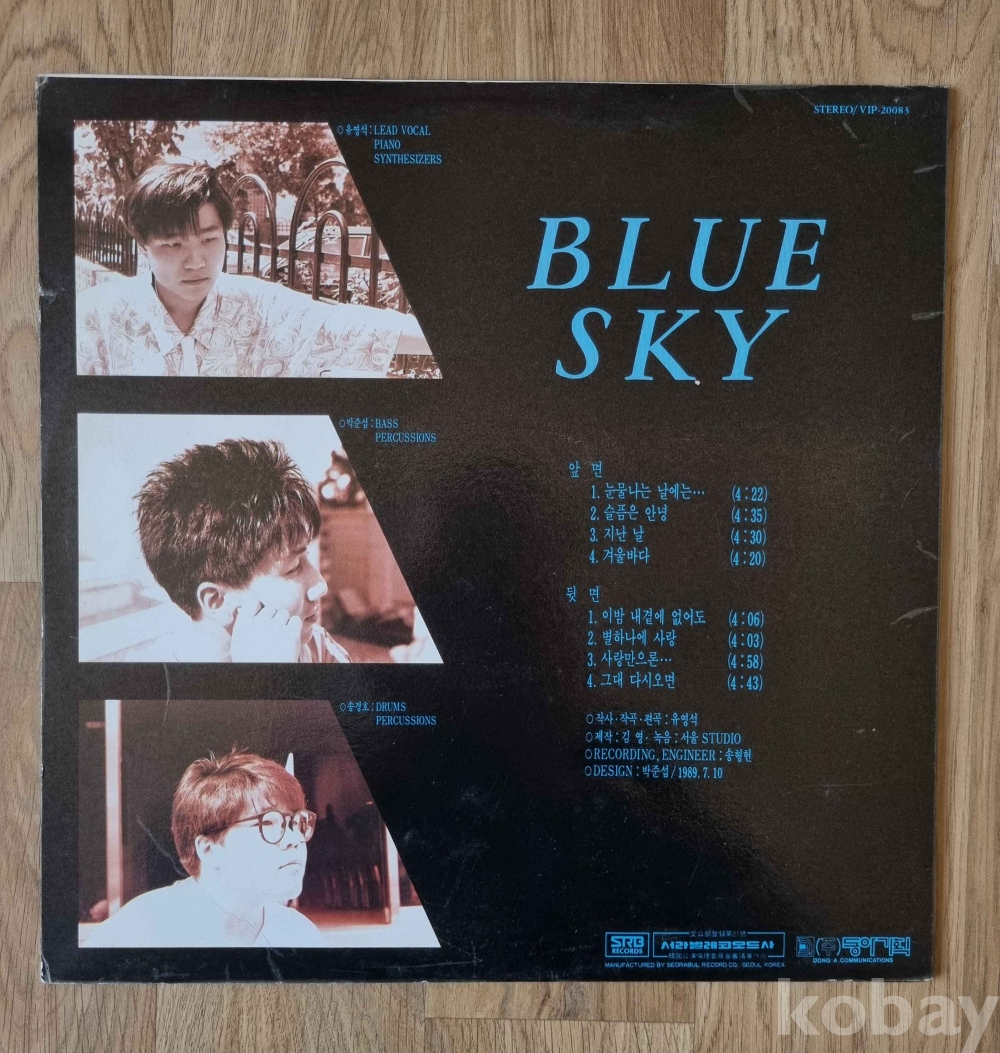 STEREO/VIP-20083
○유영석:LEAD VOCAL
PIANO
SYNTHESIZERS
BLUE
SKY
○박준섭:BASS
PERCUSSIONS
앞 면
1. 눈물나는 날에는… (4:22)
2. 슬픔은 안녕 (4:35)
3. 지난 날 (4:30)
4. 겨울바다 (4:20)
뒷 면
1. 이밤 내곁에 없어도 (4:06)
2. 별하나에 사랑 (4:03)
3. 사랑만으론… (4:58)
4. 그대 다시오면 (4:43)
○송경호:DRUMS
PERCUSSIONS
○작사·작곡·편곡:유영석
○제작:김 영·녹음:서울 STUDIO
○RECORDING, ENGINEER:송형헌
○DESIGN:박준섭/1989. 7. 10
SRB
RECORDS
서라벌레코오드사
MANUFACTURED BY SEORABUL RECORD CO. SEOUL KOREA
(주)동아기획
DONG A COMMUNICATIONS
kobay